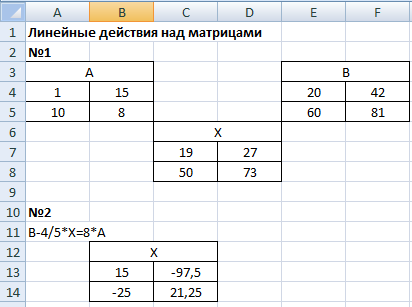 A B C D E F
1 Линейные действия над матрицами
2 №1
3 A B
4 1 15 20 42
5 10 8 60 81
6 X
7 19 27
8 50 73
9
10 №2
11 B-4/5*X=8*A
12 X
13 15 -97,5
14 -25 21,25